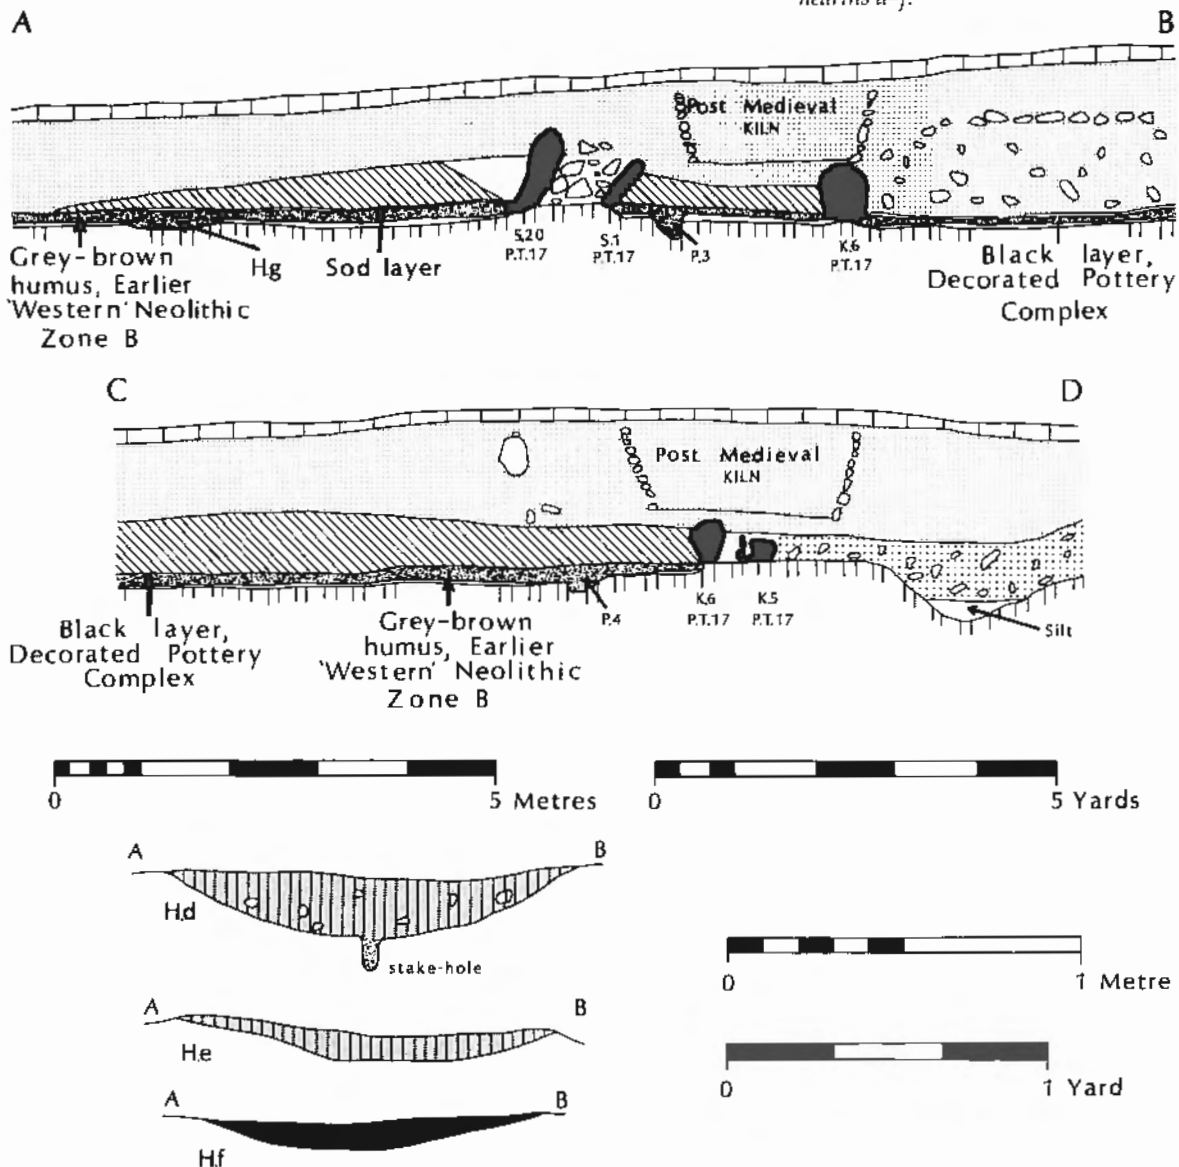 hearths a-j.
A
B
Post Medieval
KILN
S.20
P.T.17
S.1
P.T.17
P.3
K.6
P.T.17
Grey-brown
humus, Earlier
'Western' Neolithic
Zone B
H.g
Sod layer
Black layer,
Decorated Pottery
Complex
C
D
Post Medieval
KILN
Black layer,
Decorated Pottery
Complex
Grey-brown
humus, Earlier
'Western' Neolithic
Zone B
P.4
K.6
P.T.17
K.5
P.T.17
Silt
0
5 Metres
0
5 Yards
A
B
H.d
stake-hole
A
B
H.e
A
B
H.f
0
1 Metre
0
1 Yard